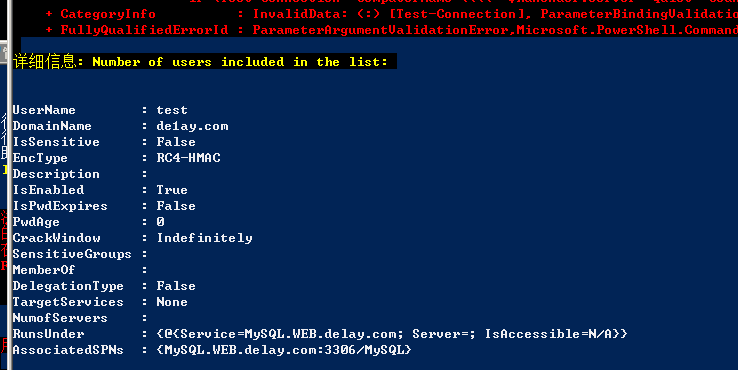 + CategoryInfo : InvalidData: (:) [Test-Connection], ParameterBindingValidatio
+ FullyQualifiedErrorId : ParameterArgumentValidationError,Microsoft.PowerShell.Command
详细信息: Number of users included in the list:
UserName : test
DomainName : de1ay.com
IsSensitive : False
EncType : RC4-HMAC
Description :
IsEnabled : True
IsPwdExpires : False
PwdAge : 0
CrackWindow : Indefinitely
SensitiveGroups :
MemberOf :
DelegationType : False
TargetServices : None
NumofServers :
RunsUnder : {@{Service=MySQL.WEB.delay.com; Server=; IsAccessible=N/A}}
AssociatedSPNs : {MySQL.WEB.delay.com:3306/MySQL}